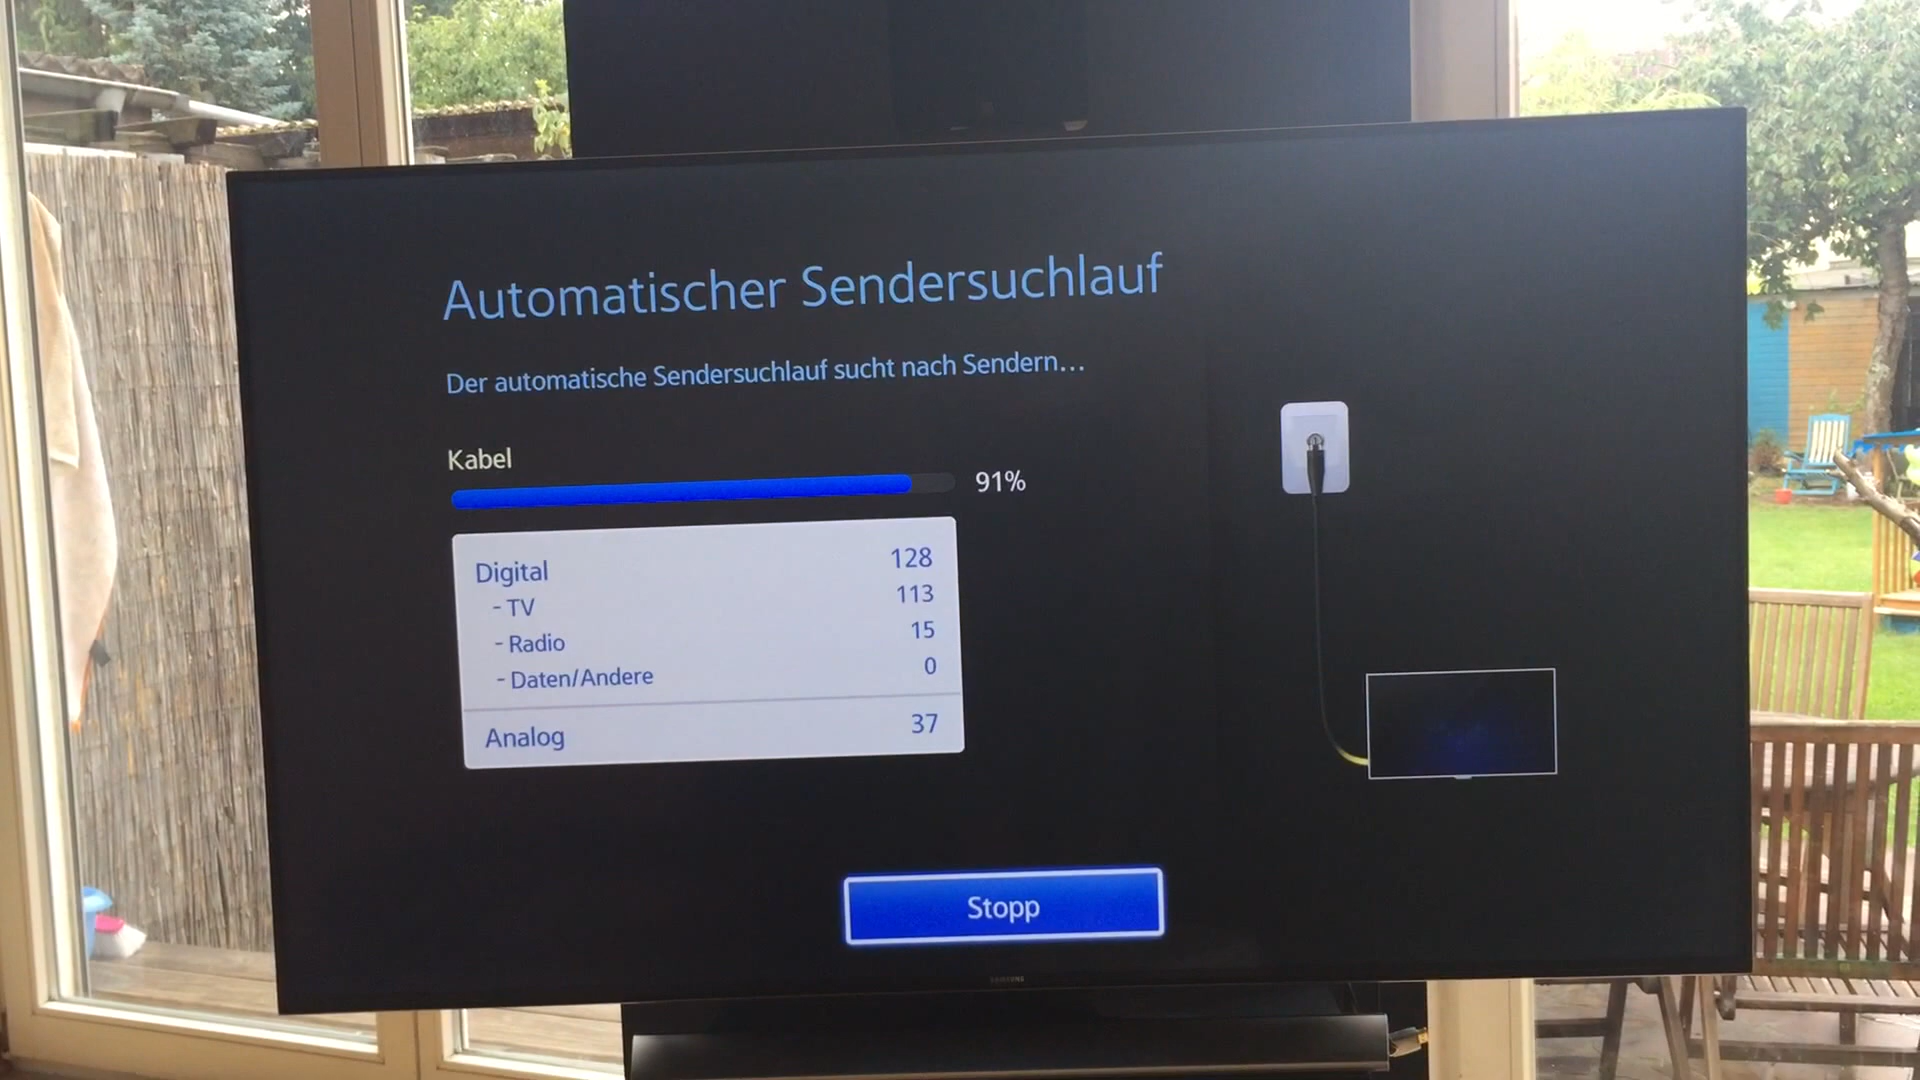 Automatischer Sendersuchlauf
Der automatische Sendersuchlauf sucht nach Sendern...
Kabel
91%
Digital 128
- TV 113
- Radio 15
- Daten/Andere 0
Analog 37
Stopp
SAMSUNG